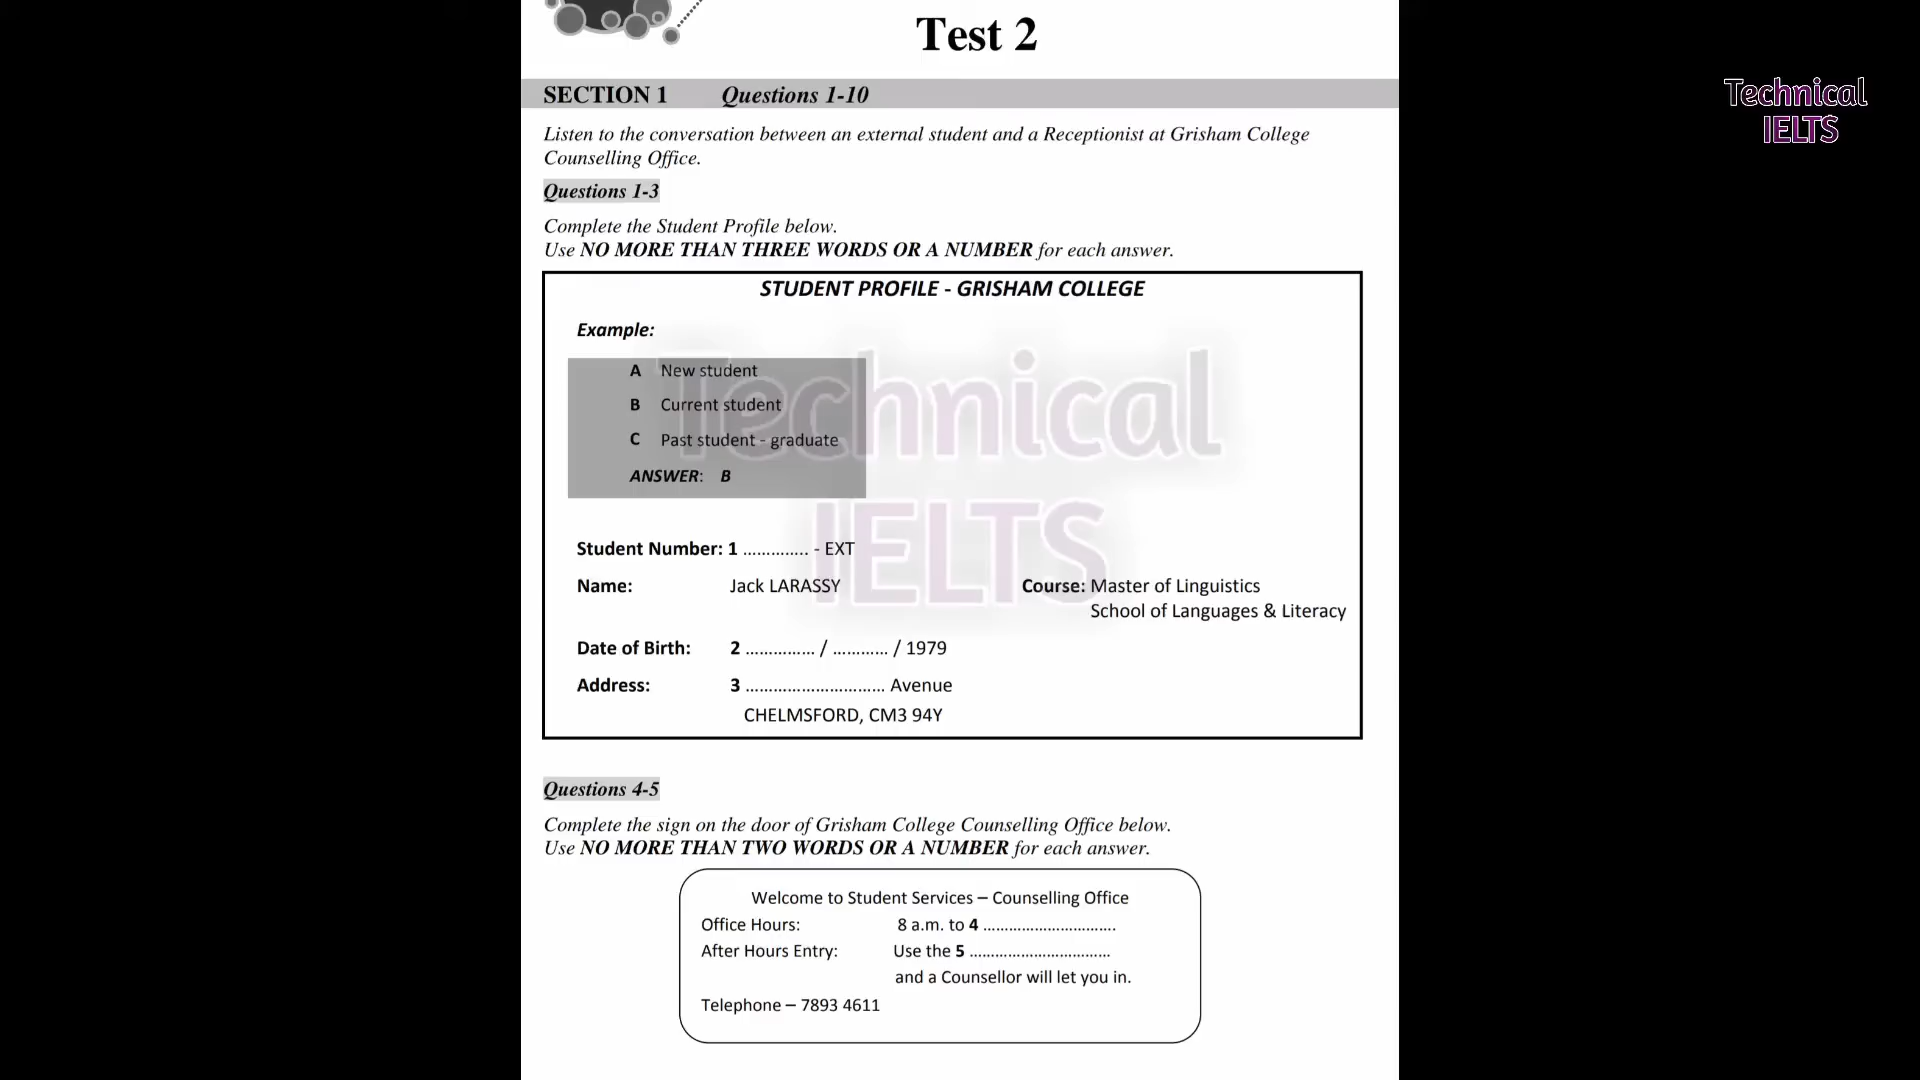 Test 2
Technical
IELTS
SECTION 1 Questions 1-10
Listen to the conversation between an external student and a Receptionist at Grisham College
Counselling Office.
Questions 1-3
Complete the Student Profile below.
Use NO MORE THAN THREE WORDS OR A NUMBER for each answer.
STUDENT PROFILE - GRISHAM COLLEGE
Example:
A New student
B Current student
C Past student - graduate
ANSWER: B
Technical
IELTS
Student Number: 1 ………….. - EXT
Name: Jack LARASSY Course: Master of Linguistics
School of Languages & Literacy
Date of Birth: 2 …………… / ………… / 1979
Address: 3 ………………………… Avenue
CHELMSFORD, CM3 94Y
Questions 4-5
Complete the sign on the door of Grisham College Counselling Office below.
Use NO MORE THAN TWO WORDS OR A NUMBER for each answer.
Welcome to Student Services – Counselling Office
Office Hours: 8 a.m. to 4 ………………………….
After Hours Entry: Use the 5 ……………………………
and a Counsellor will let you in.
Telephone – 7893 4611